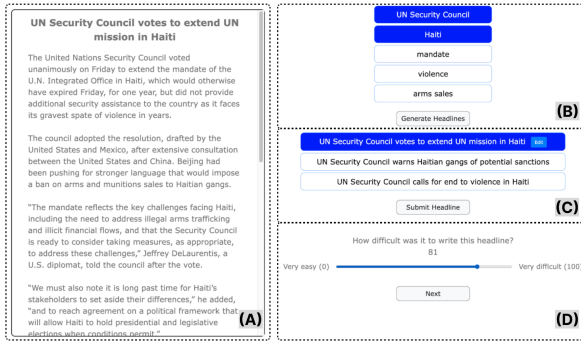 UN Security Council votes to extend UN
mission in Haiti
The United Nations Security Council voted
unanimously on Friday to extend the mandate of the
U.N. Integrated Office in Haiti, which would otherwise
have expired Friday, for one year, but did not provide
additional security assistance to the country as it faces
its gravest spate of violence in years.
The council adopted the resolution, drafted by the
United States and Mexico, after extensive consultation
between the United States and China. Beijing had
been pushing for stronger language that would impose
a ban on arms and munitions sales to Haitian gangs.
"The mandate reflects the key challenges facing Haiti,
including the need to address illegal arms trafficking
and illicit financial flows, and that the Security Council
is ready to consider taking measures, as appropriate,
to address these challenges," Jeffrey DeLaurentis, a
U.S. diplomat, told the council after the vote.
"We must also note it is long past time for Haiti's
stakeholders to set aside their differences," he added,
"and to reach agreement on a political framework that
will allow Haiti to hold presidential and legislative
elections when conditions permit."
(A)
UN Security Council
Haiti
mandate
violence
arms sales
Generate Headlines
(B)
UN Security Council votes to extend UN mission in Haiti Edit
UN Security Council warns Haitian gangs of potential sanctions
UN Security Council calls for end to violence in Haiti
Submit Headline
(C)
How difficult was it to write this headline?
81
Very easy (0) Very difficult (100)
Next
(D)